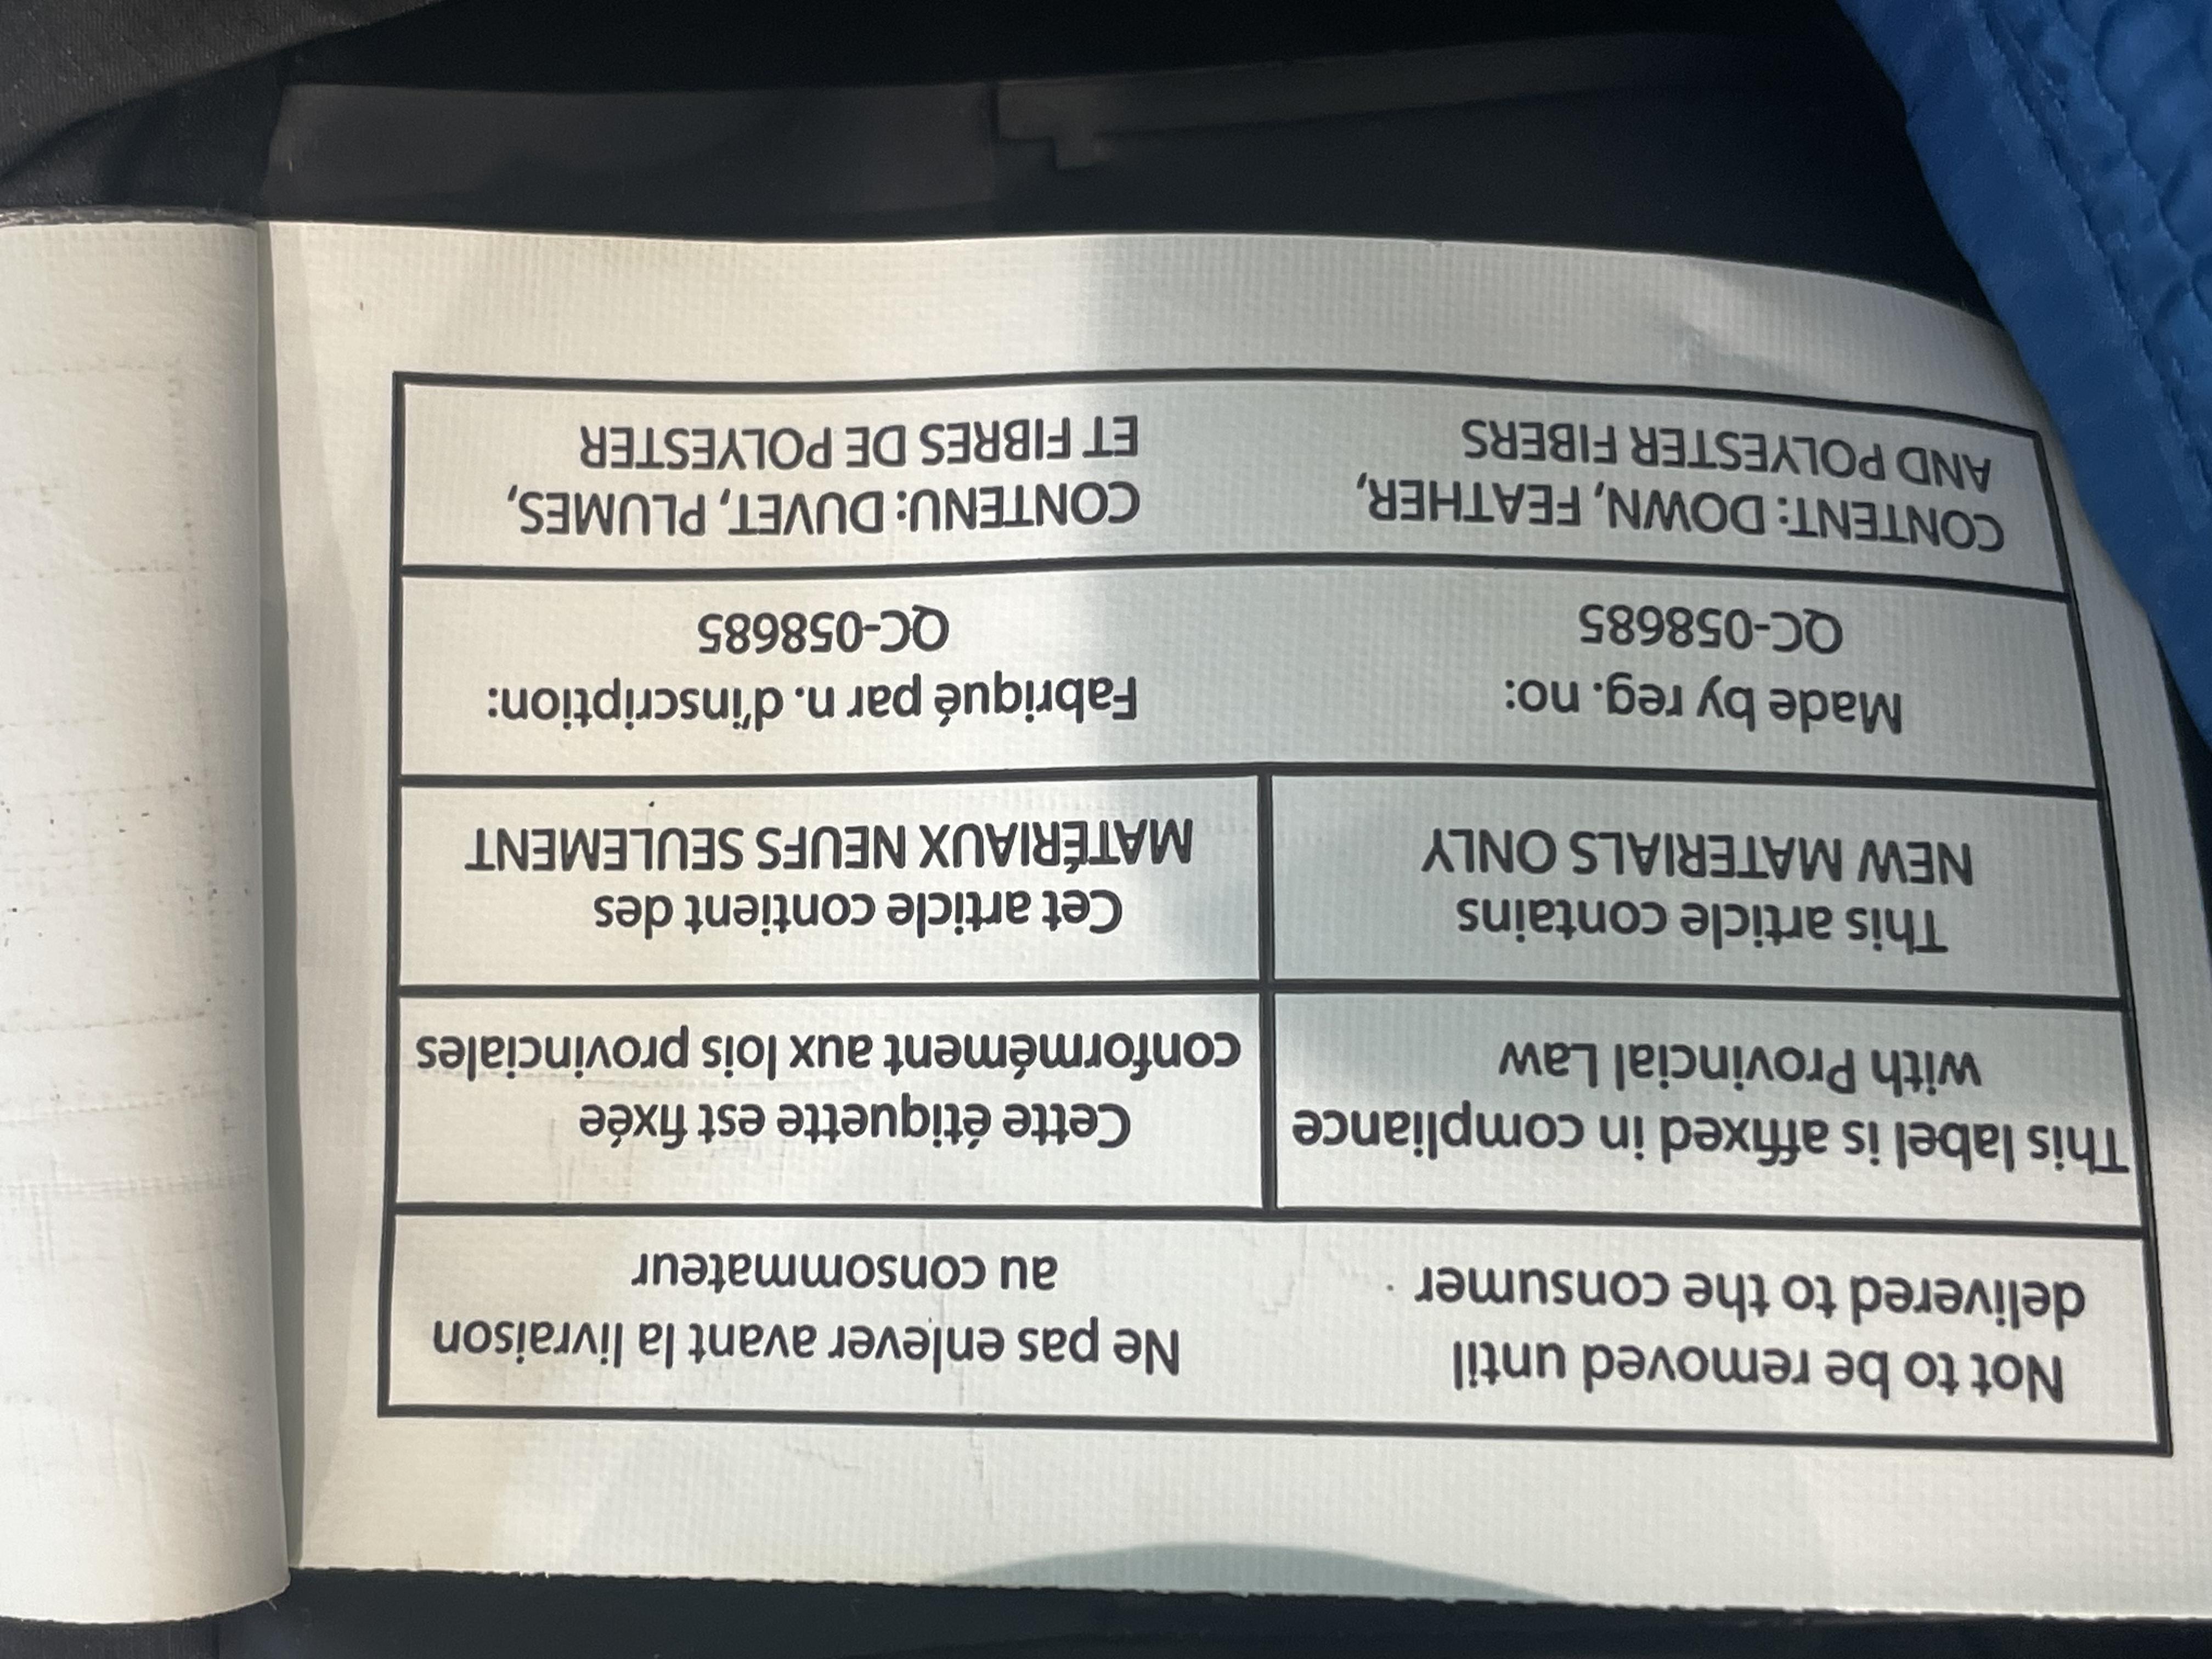 Not to be removed until
delivered to the consumer
Ne pas enlever avant la livraison
au consommateur
This label is affixed in compliance
with Provincial Law
Cette étiquette est fixée
conformément aux lois provinciales
This article contains
NEW MATERIALS ONLY
Cet article contient des
MATÉRIAUX NEUFS SEULEMENT
Made by reg. no:
QC-058685
Fabriqué par n. d'inscription:
QC-058685
CONTENT: DOWN, FEATHER,
AND POLYESTER FIBERS
CONTENU: DUVET, PLUMES,
ET FIBRES DE POLYESTER